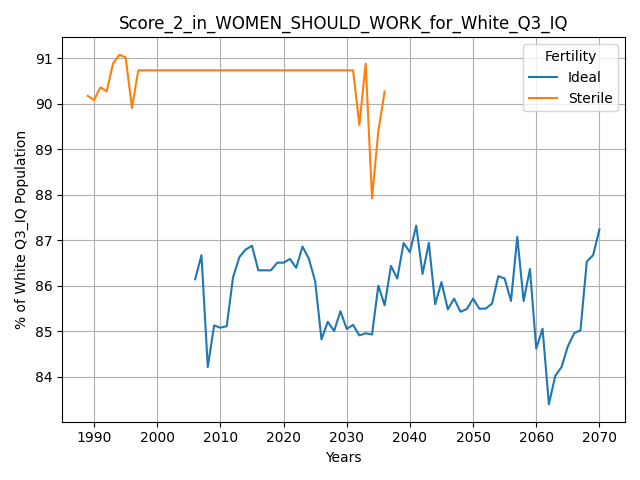 Score_2_in_WOMEN_SHOULD_WORK_for_White_Q3_IQ
Fertility
Ideal
Sterile
% of White Q3_IQ Population
91
90
89
88
87
86
85
84
1990 2000 2010 2020 2030 2040 2050 2060 2070
Years